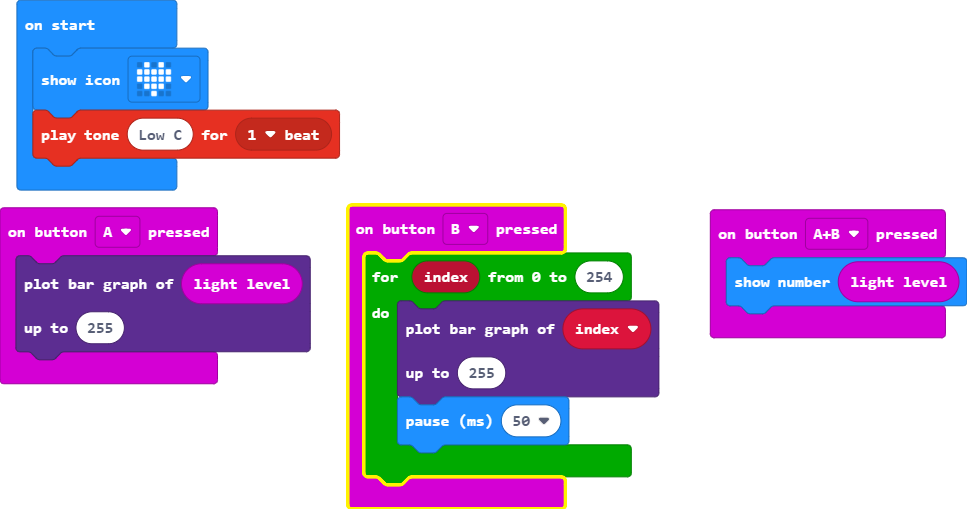 on start
show icon
play tone Low C for 1 beat
on button A pressed
plot bar graph of light level
up to 255
on button B pressed
for index from 0 to 254
do
plot bar graph of index
up to 255
pause (ms) 50
on button A+B pressed
show number light level